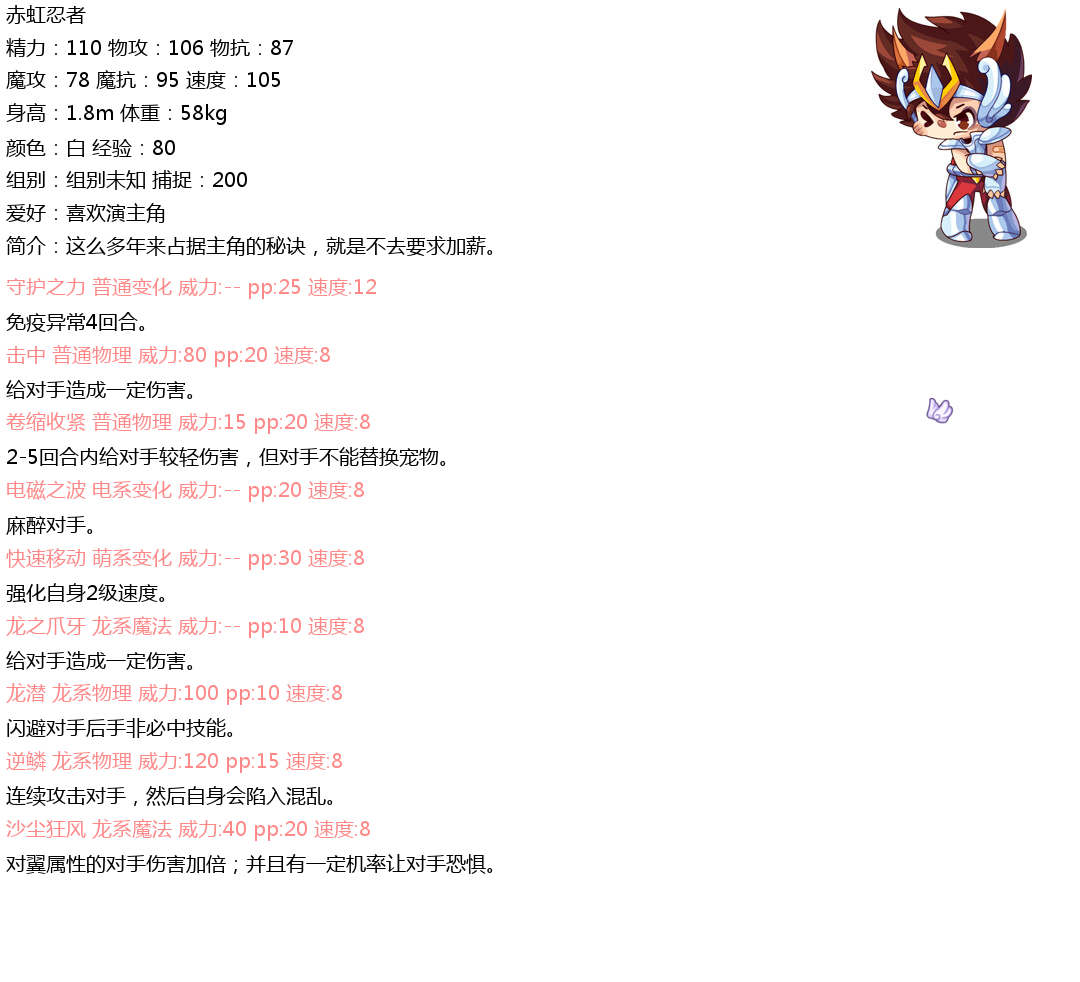 赤虹忍者
精力：110 物攻：106 物抗：87
魔攻：78 魔抗：95 速度：105
身高：1.8m 体重：58kg
颜色：白 经验：80
组别：组别未知 捕捉：200
爱好：喜欢演主角
简介：这么多年来占据主角的秘诀，就是不去要求加薪。
守护之力 普通变化 威力:-- pp:25 速度:12
免疫异常4回合。
击中 普通物理 威力:80 pp:20 速度:8
给对手造成一定伤害。
卷缩收紧 普通物理 威力:15 pp:20 速度:8
2-5回合内给对手较轻伤害，但对手不能替换宠物。
电磁之波 电系变化 威力:-- pp:20 速度:8
麻醉对手。
快速移动 萌系变化 威力:-- pp:30 速度:8
强化自身2级速度。
龙之爪牙 龙系魔法 威力:-- pp:10 速度:8
给对手造成一定伤害。
龙潜 龙系物理 威力:100 pp:10 速度:8
闪避对手后手非必中技能。
逆鳞 龙系物理 威力:120 pp:15 速度:8
连续攻击对手，然后自身会陷入混乱。
沙尘狂风 龙系魔法 威力:40 pp:20 速度:8
对翼属性的对手伤害加倍；并且有一定机率让对手恐惧。